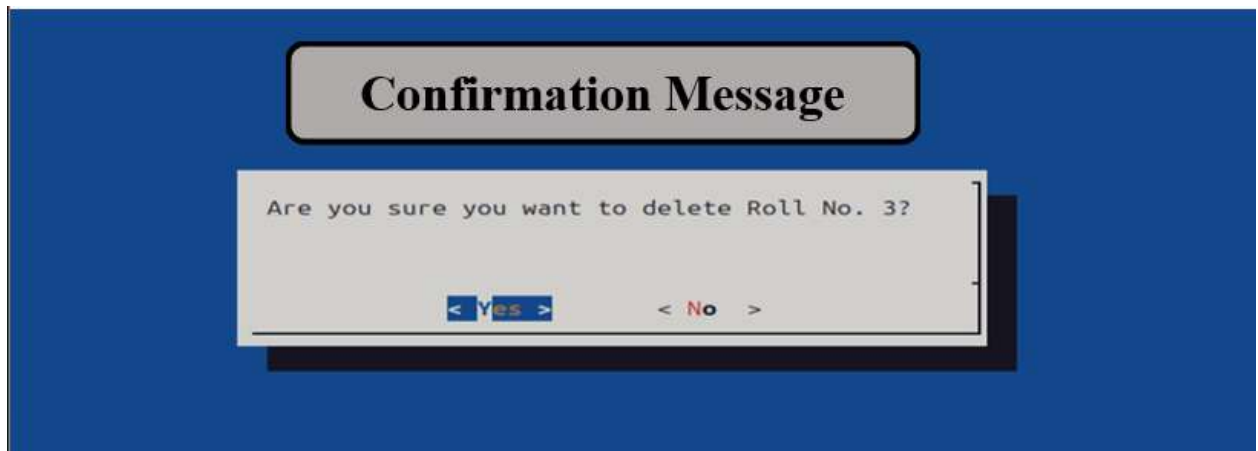 Confirmation Message
Are you sure you want to delete Roll No. 3?
< Yes > < No >